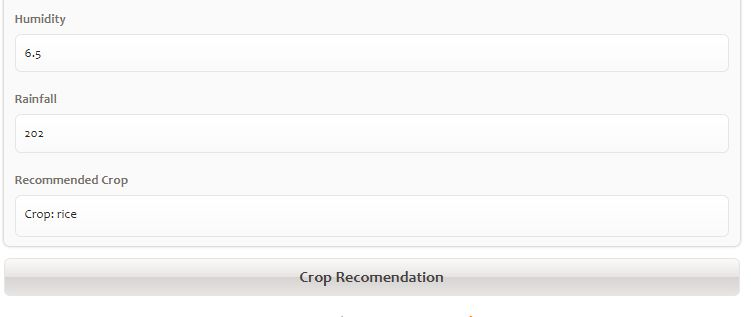 Humidity
6.5
Rainfall
202
Recommended Crop
Crop: rice
Crop Recomendation